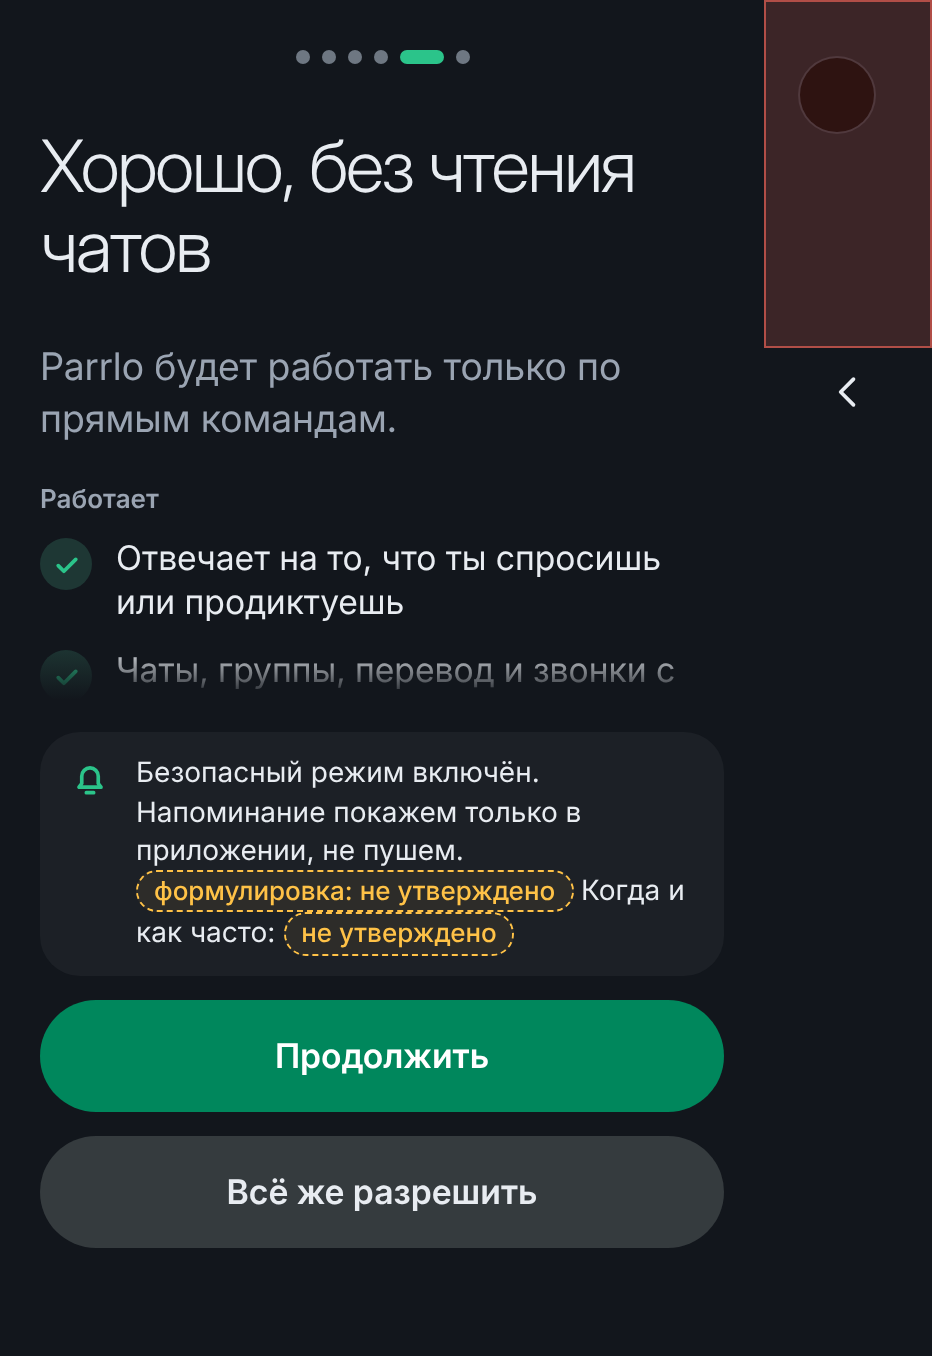 Хорошо, без чтения
чатов
Parrlo будет работать только по
прямым командам.
Работает
Отвечает на то, что ты спросишь
или продиктуешь
Чаты, группы, перевод и звонки с
Безопасный режим включён.
Напоминание покажем только в
приложении, не пушем.
формулировка: не утверждено Когда и
как часто: не утверждено
Продолжить
Всё же разрешить